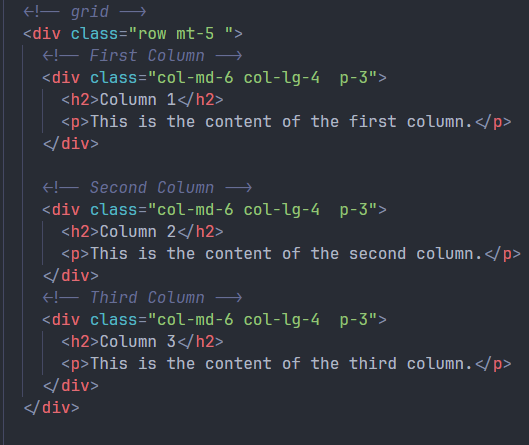 <!-- grid -->
<div class="row mt-5 ">
<!-- First Column -->
<div class="col-md-6 col-lg-4  p-3">
<h2>Column 1</h2>
<p>This is the content of the first column.</p>
</div>
<!-- Second Column -->
<div class="col-md-6 col-lg-4  p-3">
<h2>Column 2</h2>
<p>This is the content of the second column.</p>
</div>
<!-- Third Column -->
<div class="col-md-6 col-lg-4  p-3">
<h2>Column 3</h2>
<p>This is the content of the third column.</p>
</div>
</div>